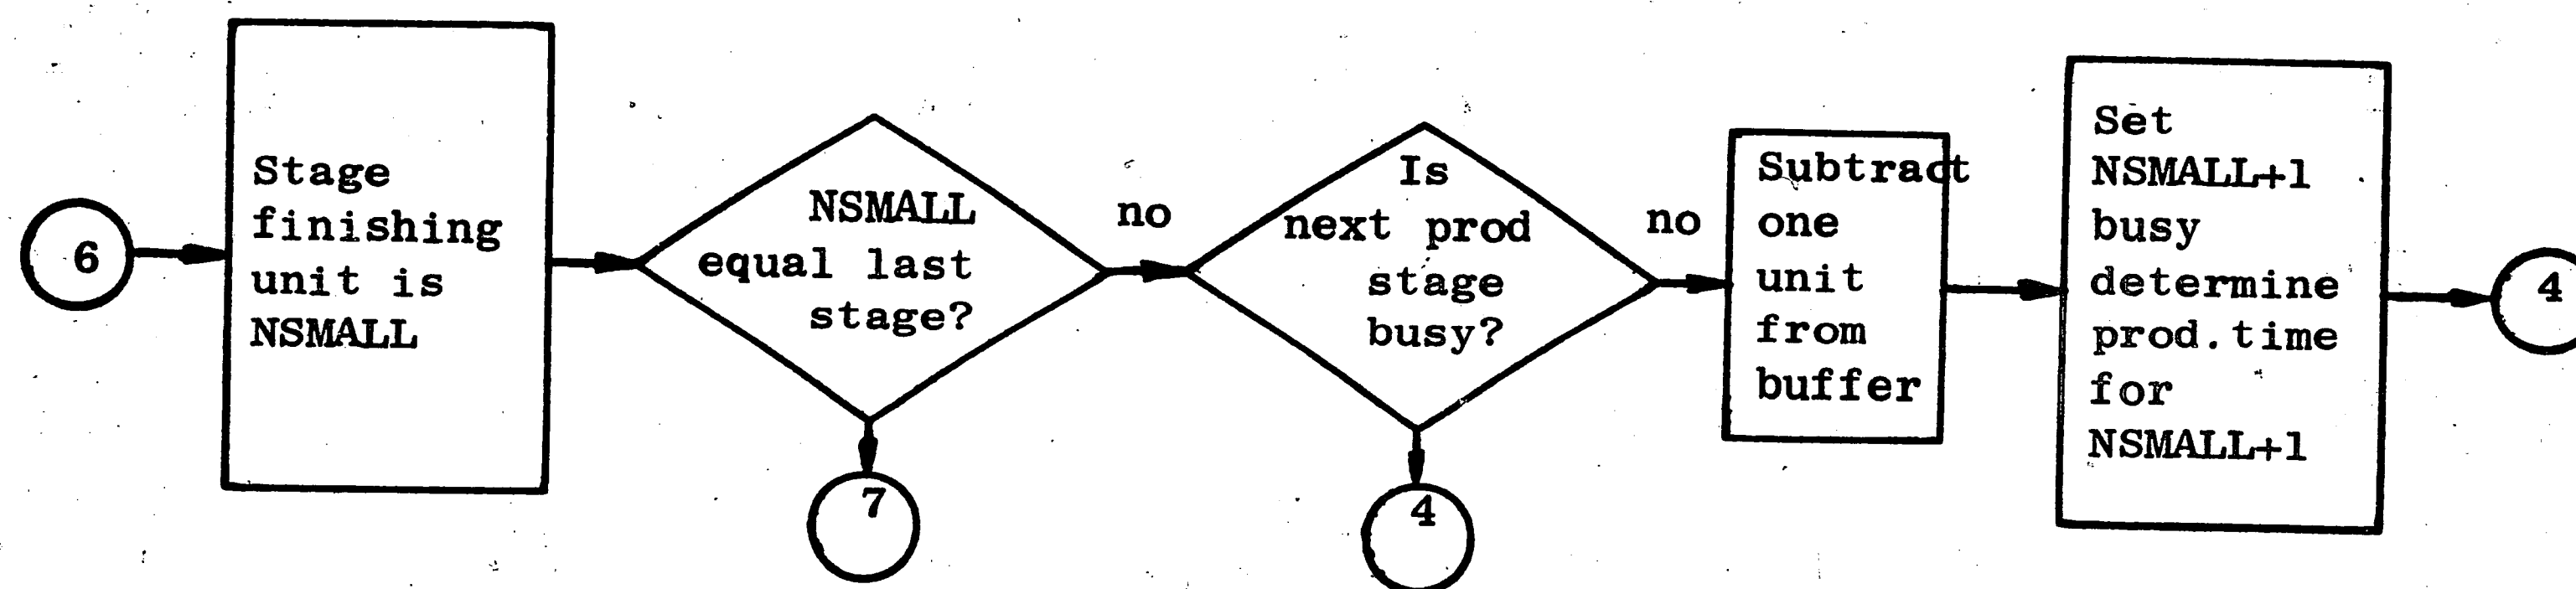 6
Stage
finishing
unit is
NSMALL
NSMALL
equal last
stage?
no
7
Is
next prod
stage
busy?
no
4
Subtract
one
unit
from
buffer
Set
NSMALL+1
busy
determine
prod.time
for
NSMALL+1
4